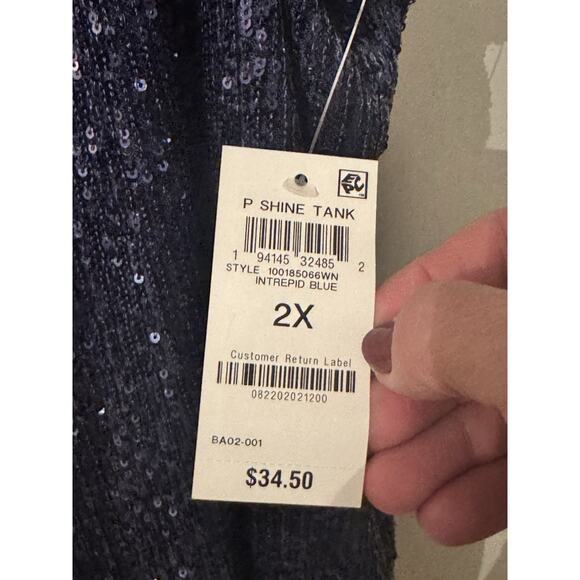 EPC
P SHINE TANK
1 94145 32485 2
STYLE 100185066WN
INTREPID BLUE
2X
Customer Return Label
082202021200
BA02-001
$34.50